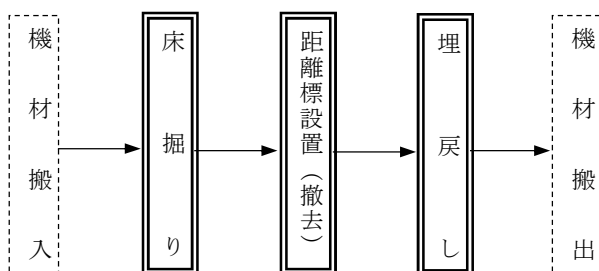 機材搬入
床掘り
距離標設置（撤去）
埋戻し
機材搬出